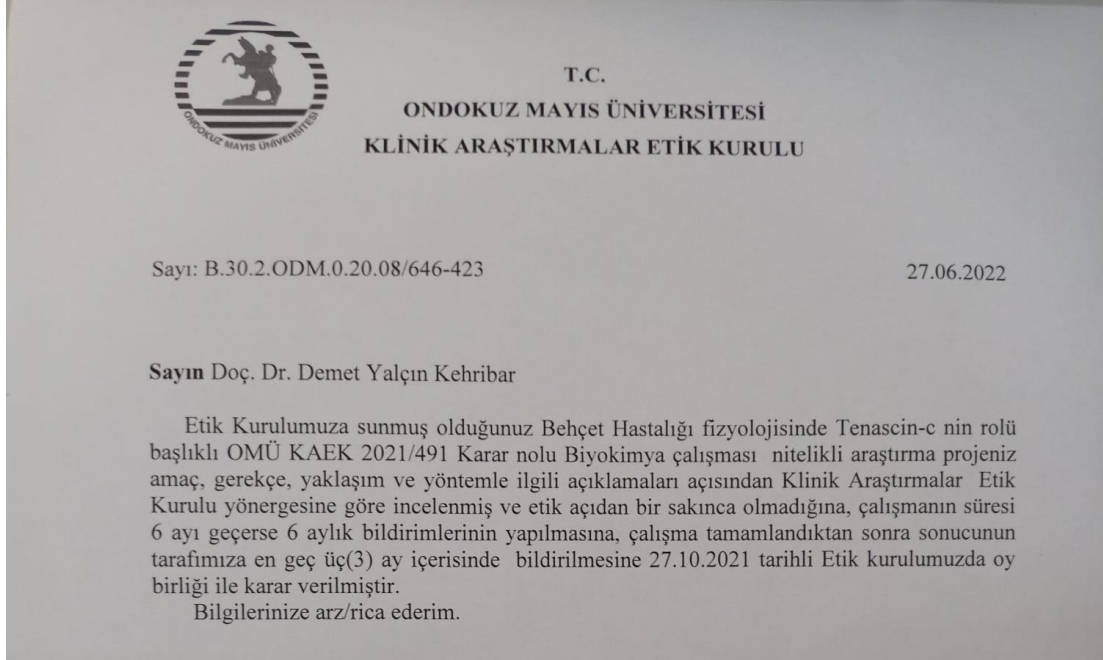 T.C.
ONDOKUZ MAYIS ÜNİVERSİTESİ
KLİNİK ARAŞTIRMALAR ETİK KURULU
ONDOKUZ MAYIS ÜNİVERSİTESİ
Sayı: B.30.2.ODM.0.20.08/646-423 27.06.2022
Sayın Doç. Dr. Demet Yalçın Kehribar
Etik Kurulumuza sunmuş olduğunuz Behçet Hastalığı fizyolojisinde Tenascin-c nin rolü
başlıklı OMÜ KAEK 2021/491 Karar nolu Biyokimya çalışması nitelikli araştırma projeniz
amaç, gerekçe, yaklaşım ve yöntemle ilgili açıklamaları açısından Klinik Araştırmalar Etik
Kurulu yönergesine göre incelenmiş ve etik açıdan bir sakınca olmadığına, çalışmanın süresi
6 ayı geçerse 6 aylık bildirimlerinin yapılmasına, çalışma tamamlandıktan sonra sonucunun
tarafımıza en geç üç(3) ay içerisinde bildirilmesine 27.10.2021 tarihli Etik kurulumuzda oy
birliği ile karar verilmiştir.
Bilgilerinize arz/rica ederim.